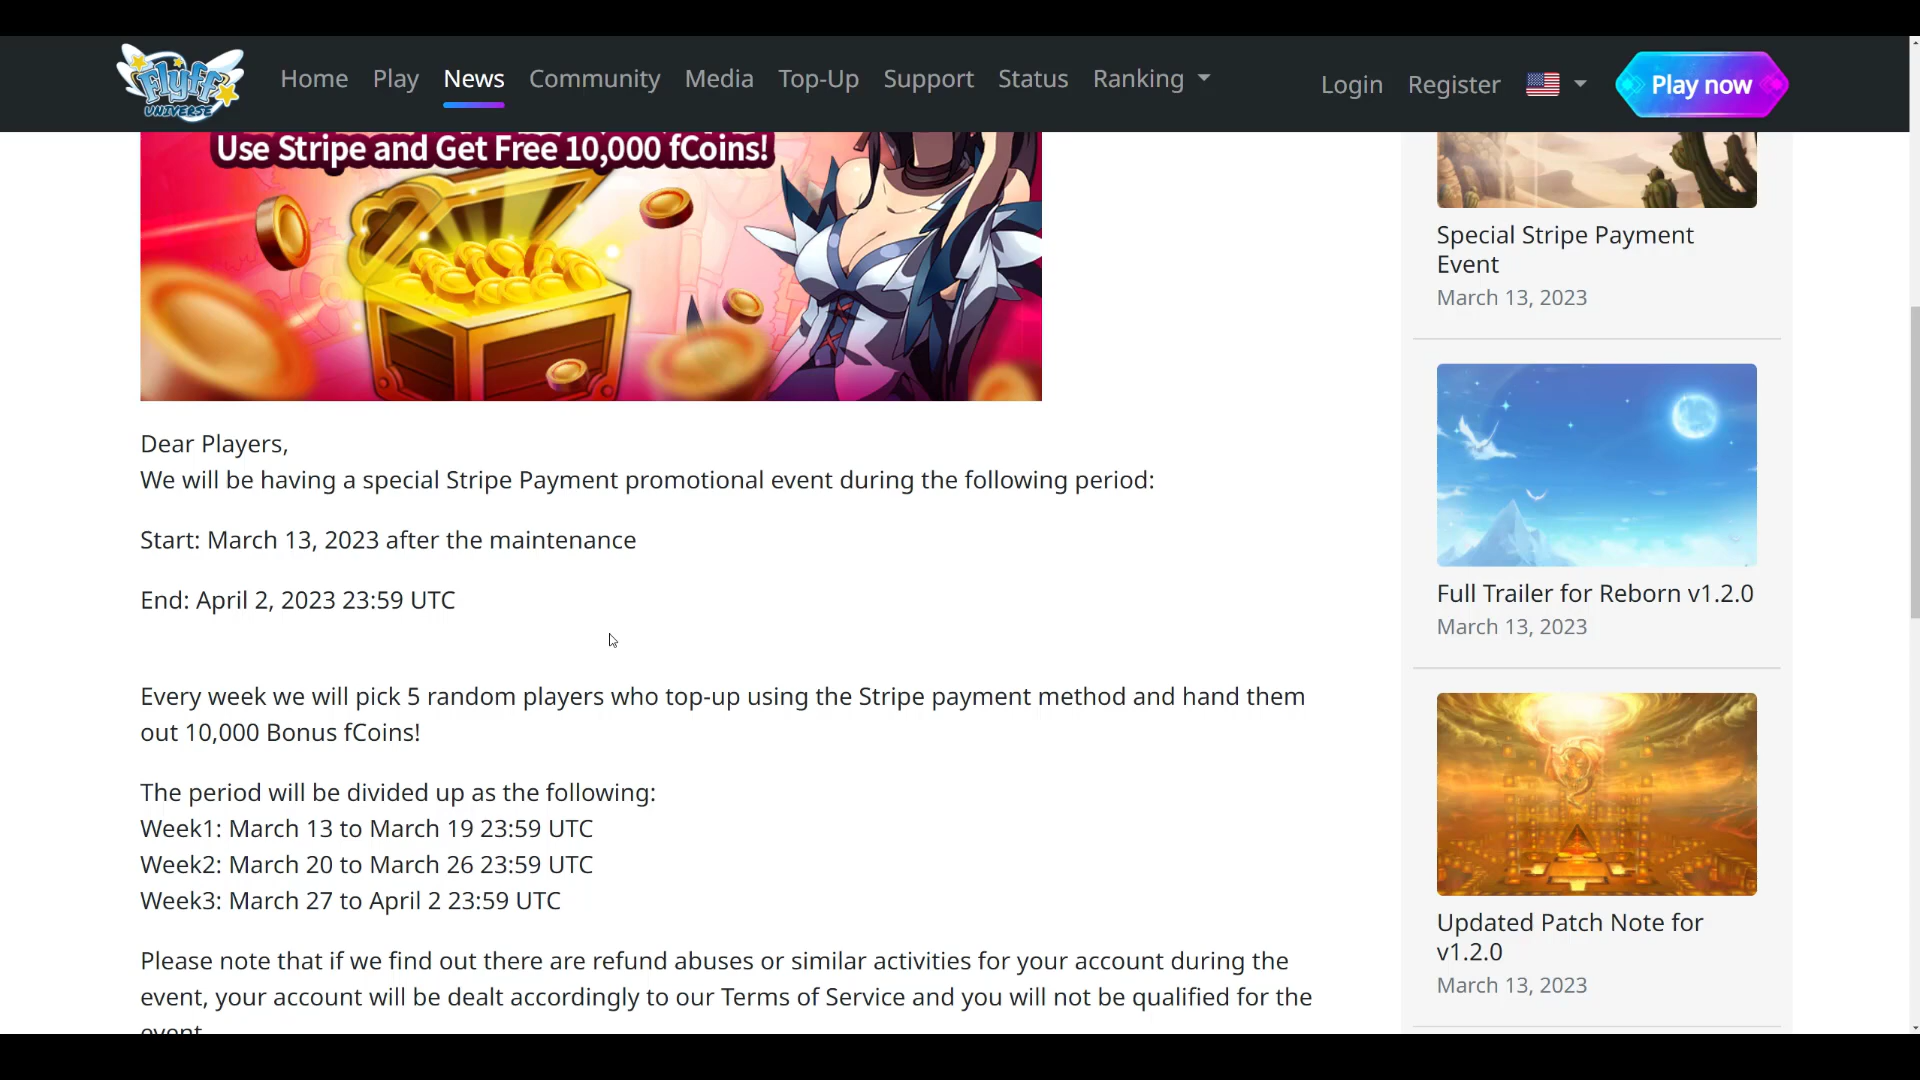 Flyff
UNIVERSE
Home Play News Community Media Top-Up Support Status Ranking Login Register Play now
Use Stripe and Get Free 10,000 fCoins!
Dear Players,
We will be having a special Stripe Payment promotional event during the following period:
Start: March 13, 2023 after the maintenance
End: April 2, 2023 23:59 UTC
Every week we will pick 5 random players who top-up using the Stripe payment method and hand them
out 10,000 Bonus fCoins!
The period will be divided up as the following:
Week1: March 13 to March 19 23:59 UTC
Week2: March 20 to March 26 23:59 UTC
Week3: March 27 to April 2 23:59 UTC
Please note that if we find out there are refund abuses or similar activities for your account during the
event, your account will be dealt accordingly to our Terms of Service and you will not be qualified for the
event
Special Stripe Payment
Event
March 13, 2023
Full Trailer for Reborn v1.2.0
March 13, 2023
Updated Patch Note for
v1.2.0
March 13, 2023